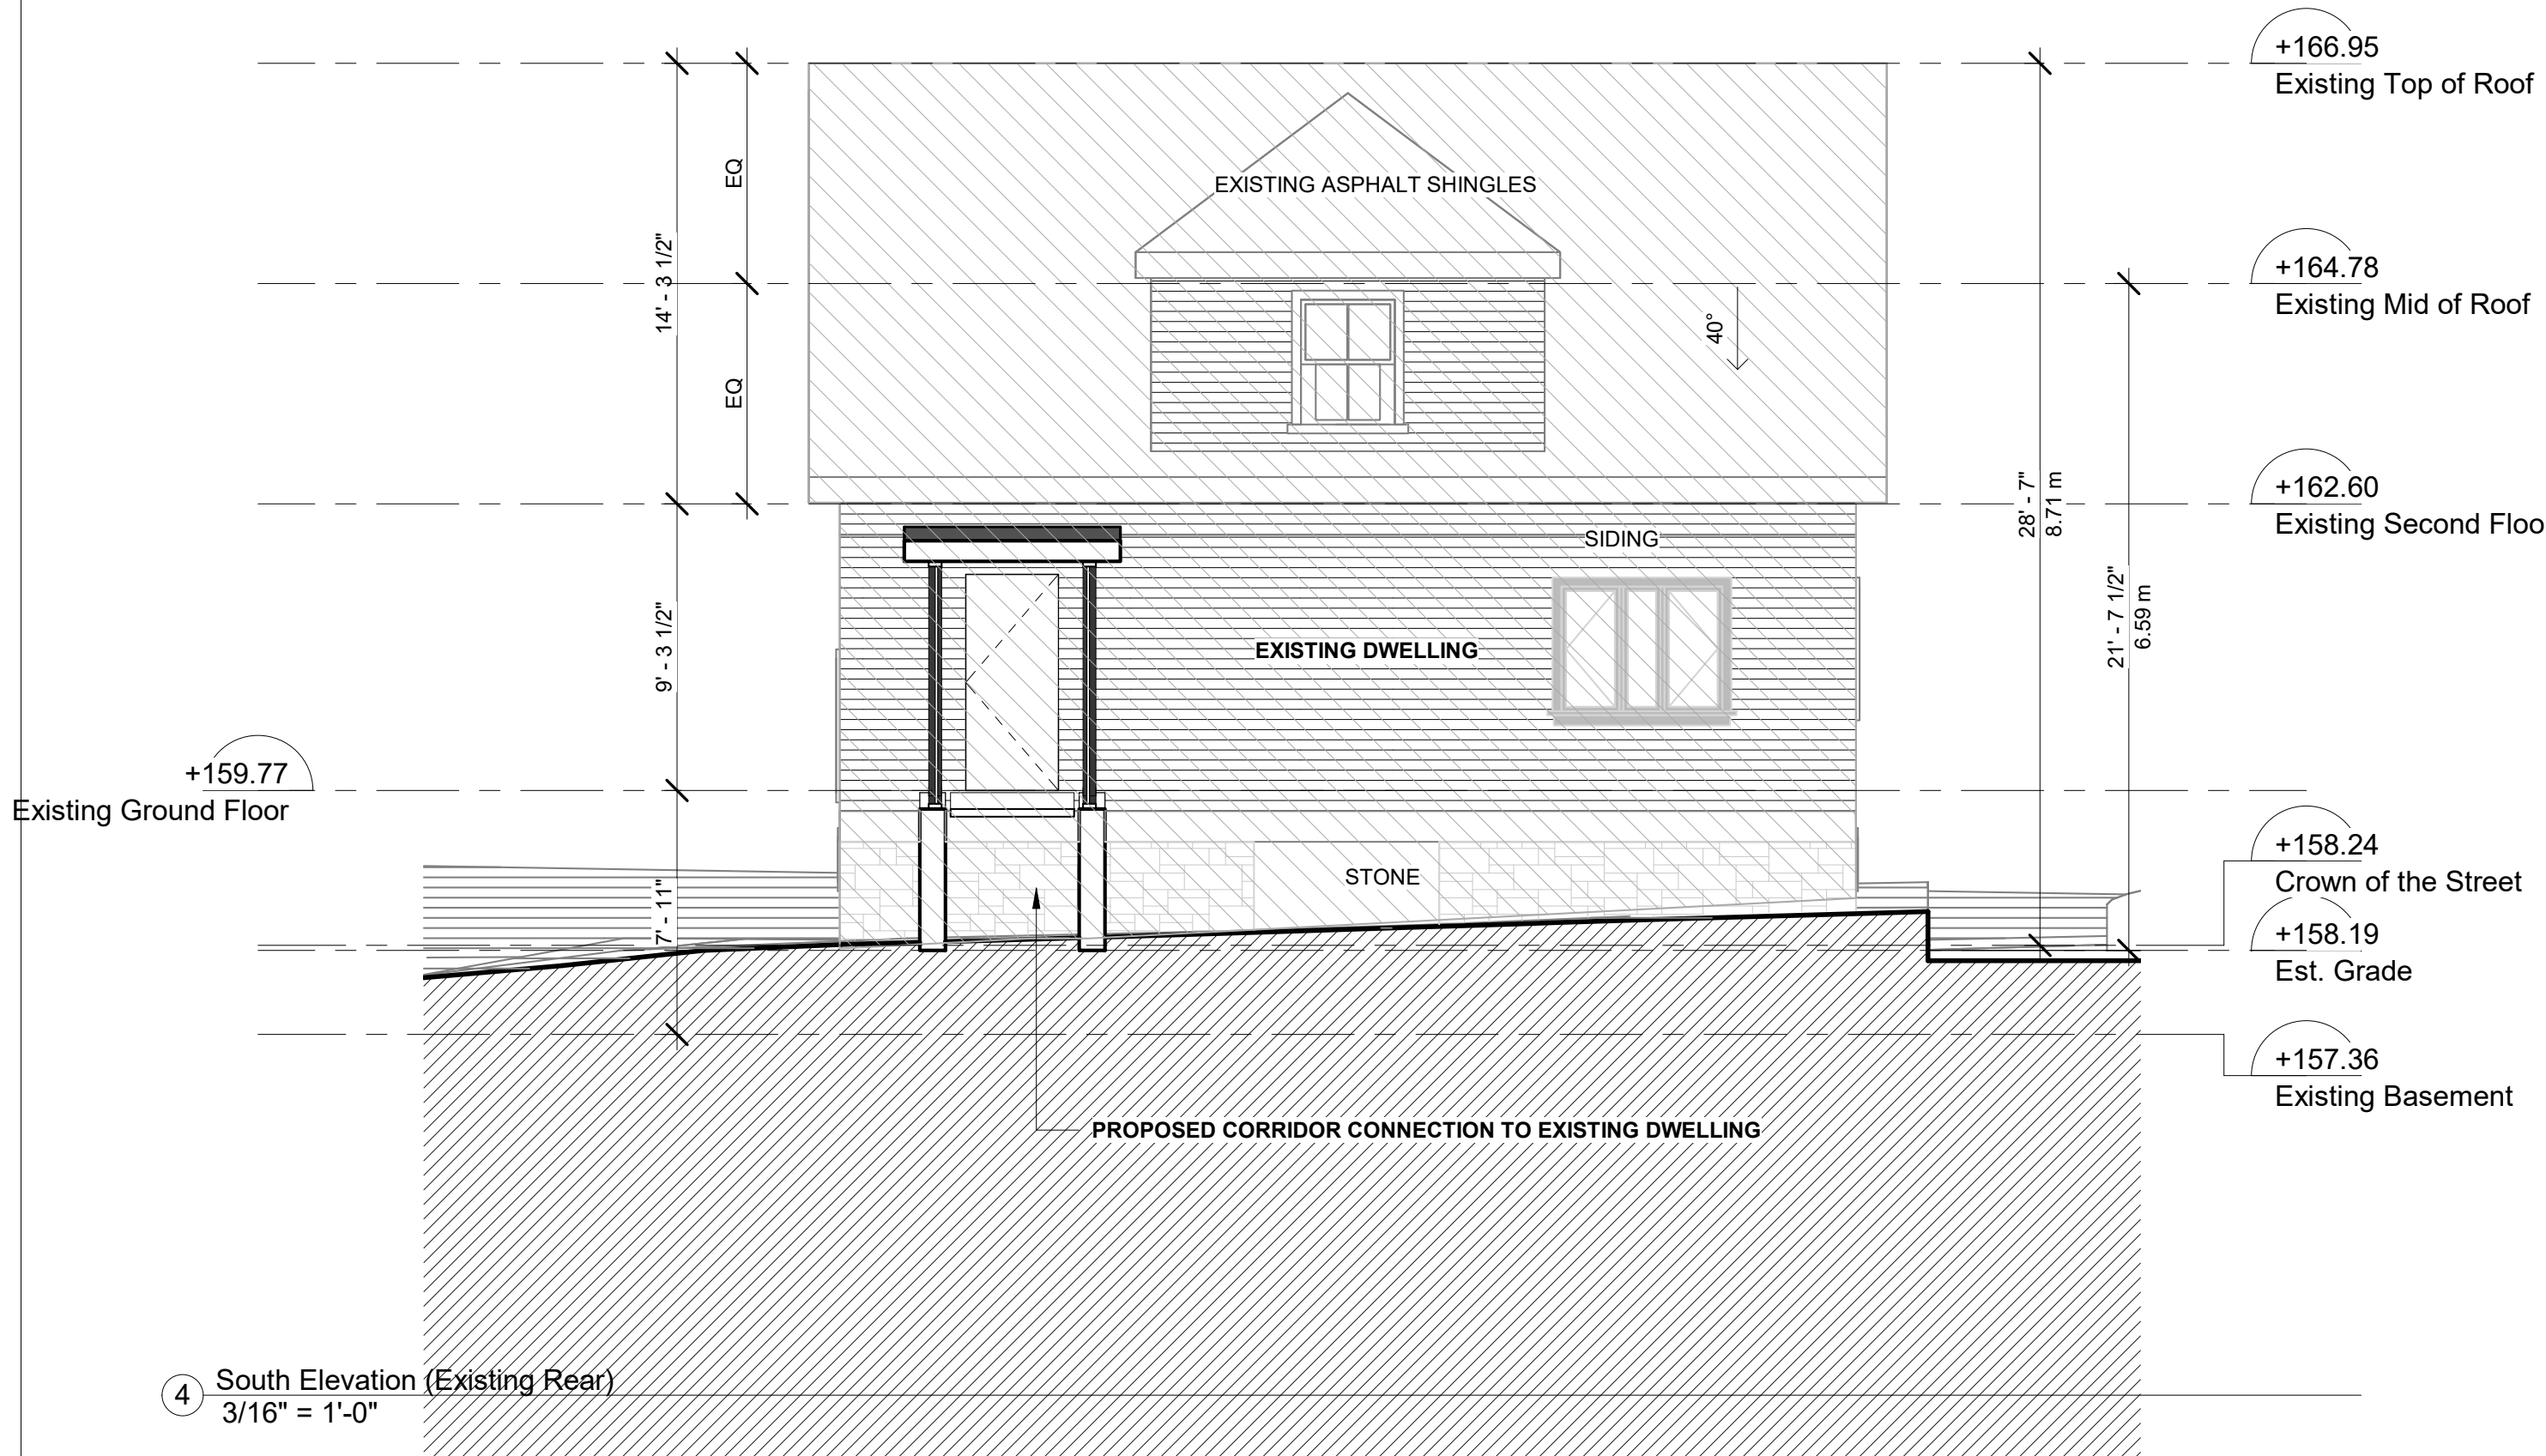 +166.95
Existing Top of Roof
EQ
EXISTING ASPHALT SHINGLES
14' - 3 1/2"
+164.78
Existing Mid of Roof
40°
EQ
+162.60
Existing Second Floo
28' - 7"
8.71 m
SIDING
21' - 7 1/2"
6.59 m
9' - 3 1/2"
EXISTING DWELLING
+159.77
Existing Ground Floor
+158.24
Crown of the Street
STONE
7' - 11"
+158.19
Est. Grade
+157.36
Existing Basement
PROPOSED CORRIDOR CONNECTION TO EXISTING DWELLING
4
South Elevation (Existing Rear)
3/16" = 1'-0"